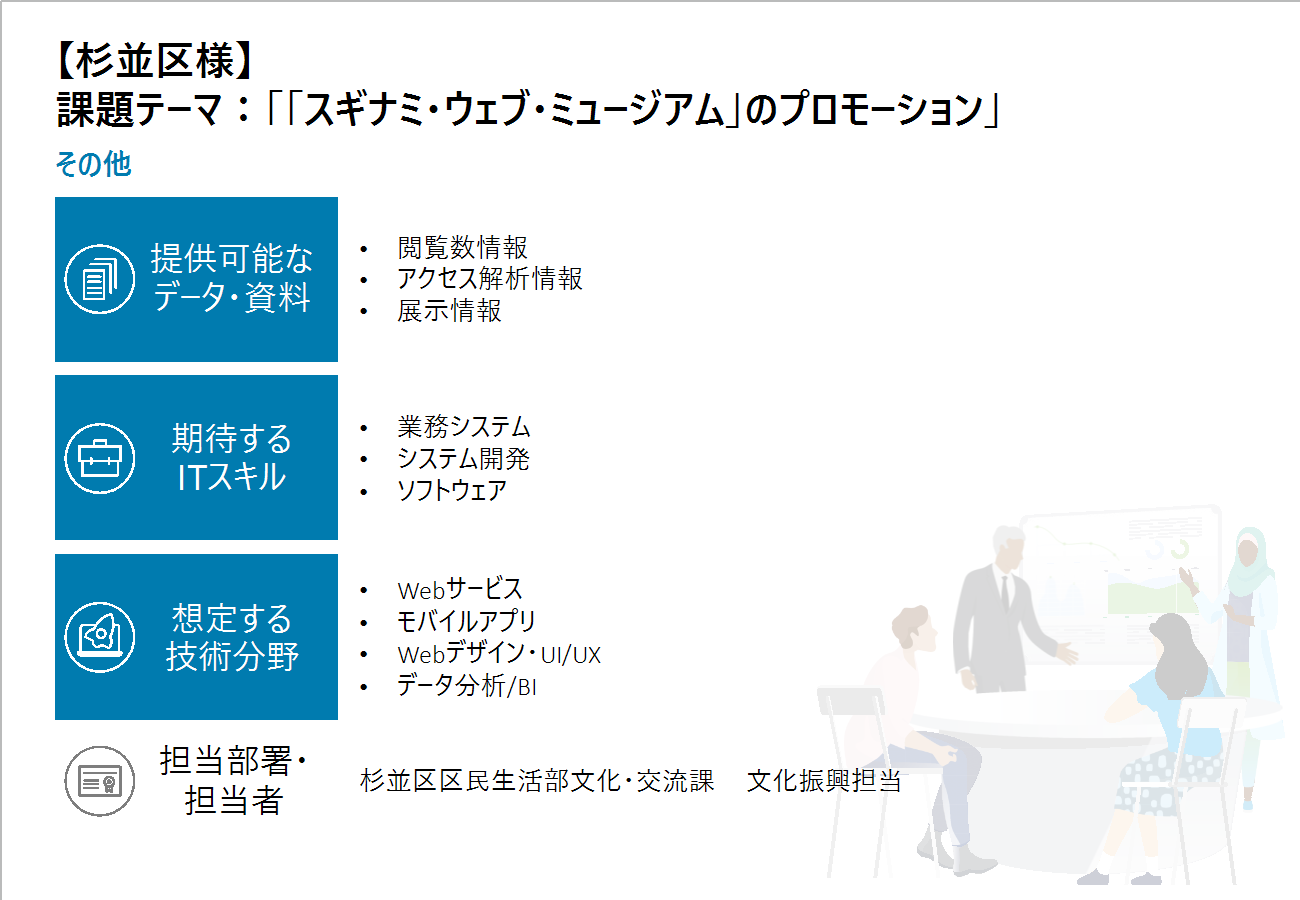 【杉並区様】
課題テーマ：「「スギナミ・ウェブ・ミュージアム」のプロモーション」
その他
提供可能な
データ・資料
• 閲覧数情報
• アクセス解析情報
• 展示情報
期待する
ITスキル
• 業務システム
• システム開発
• ソフトウェア
想定する
技術分野
• Webサービス
• モバイルアプリ
• Webデザイン・UI/UX
• データ分析/BI
担当部署・
担当者
杉並区区民生活部文化・交流課　文化振興担当